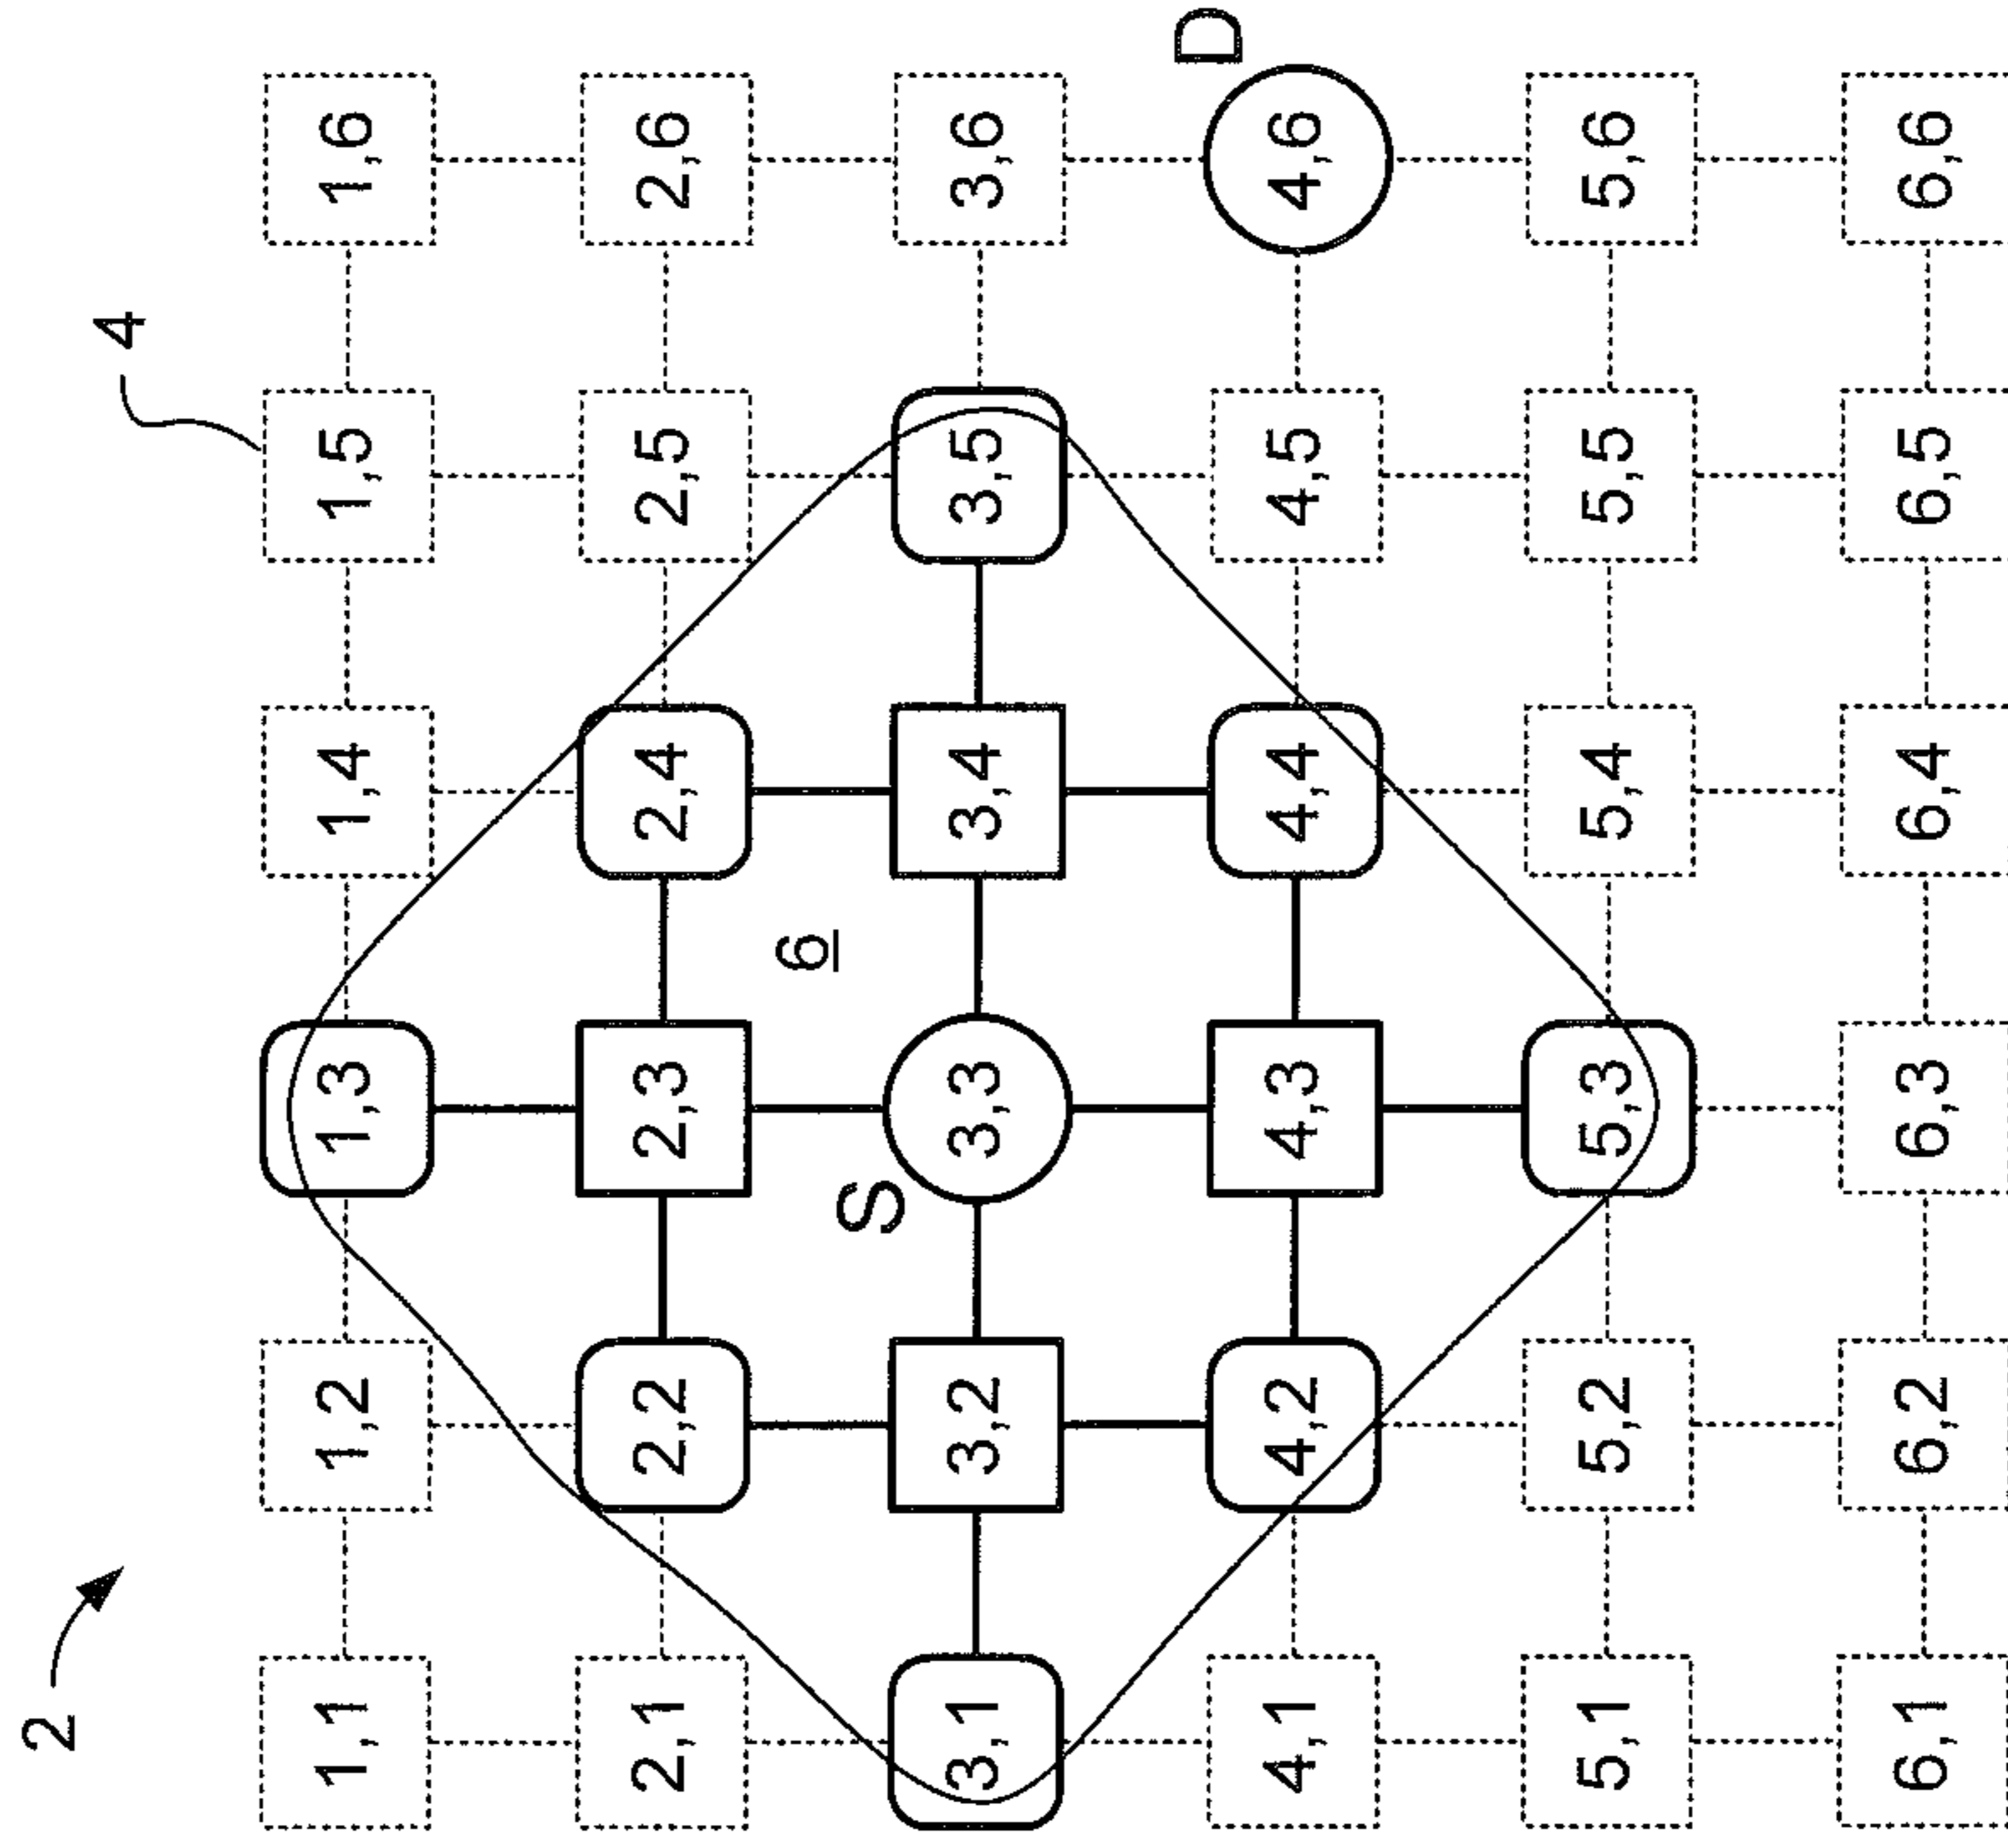 2
4
1,1 1,2 1,3 1,4 1,5 1,6
2,1 2,2 2,3 2,4 2,5 2,6
6
S
3,1 3,2 3,3 3,4 3,5 3,6
D
4,1 4,2 4,3 4,4 4,5 4,6
5,1 5,2 5,3 5,4 5,5 5,6
6,1 6,2 6,3 6,4 6,5 6,6